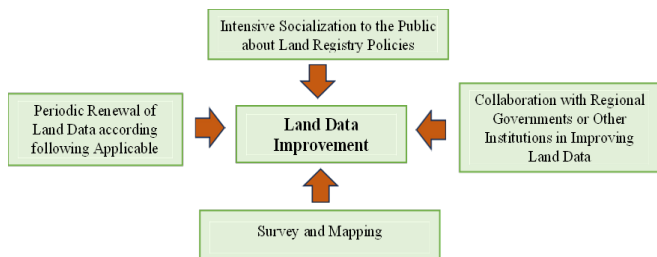 Intensive Socialization to the Public
about Land Registry Policies
Periodic Renewal of
Land Data according
following Applicable
Land Data
Improvement
Collaboration with Regional
Governments or Other
Institutions in Improving
Land Data
Survey and Mapping